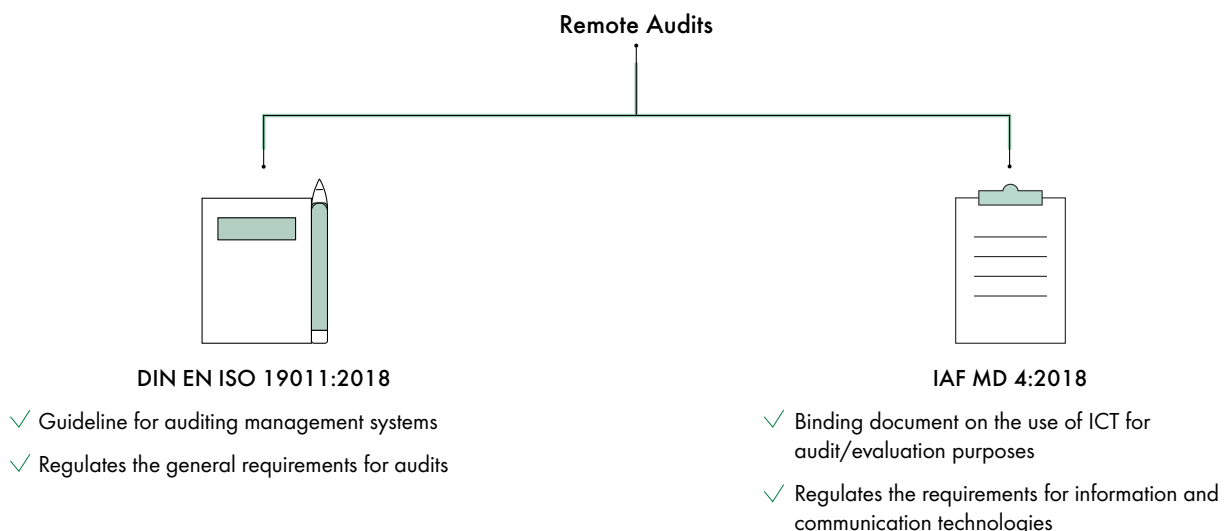 Remote Audits
DIN EN ISO 19011:2018
Guideline for auditing management systems
Regulates the general requirements for audits
IAF MD 4:2018
Binding document on the use of ICT for
audit/evaluation purposes
Regulates the requirements for information and
communication technologies